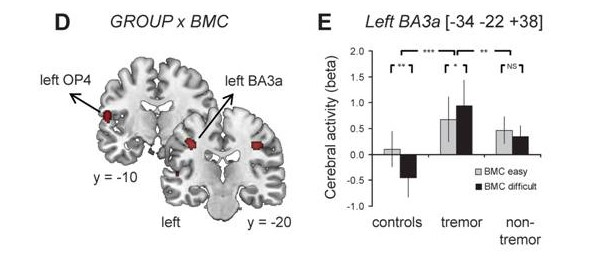 D GROUP x BMC
left OP4
left BA3a
y = -10
left
y = -20
E Left BA3a [-34 -22 +38]
Cerebral activity (beta)
2.0
1.5
1.0
0.5
0.0
-0.5
-1.0
***
**
**
*
NS
BMC easy
BMC difficult
controls
tremor
non-
tremor